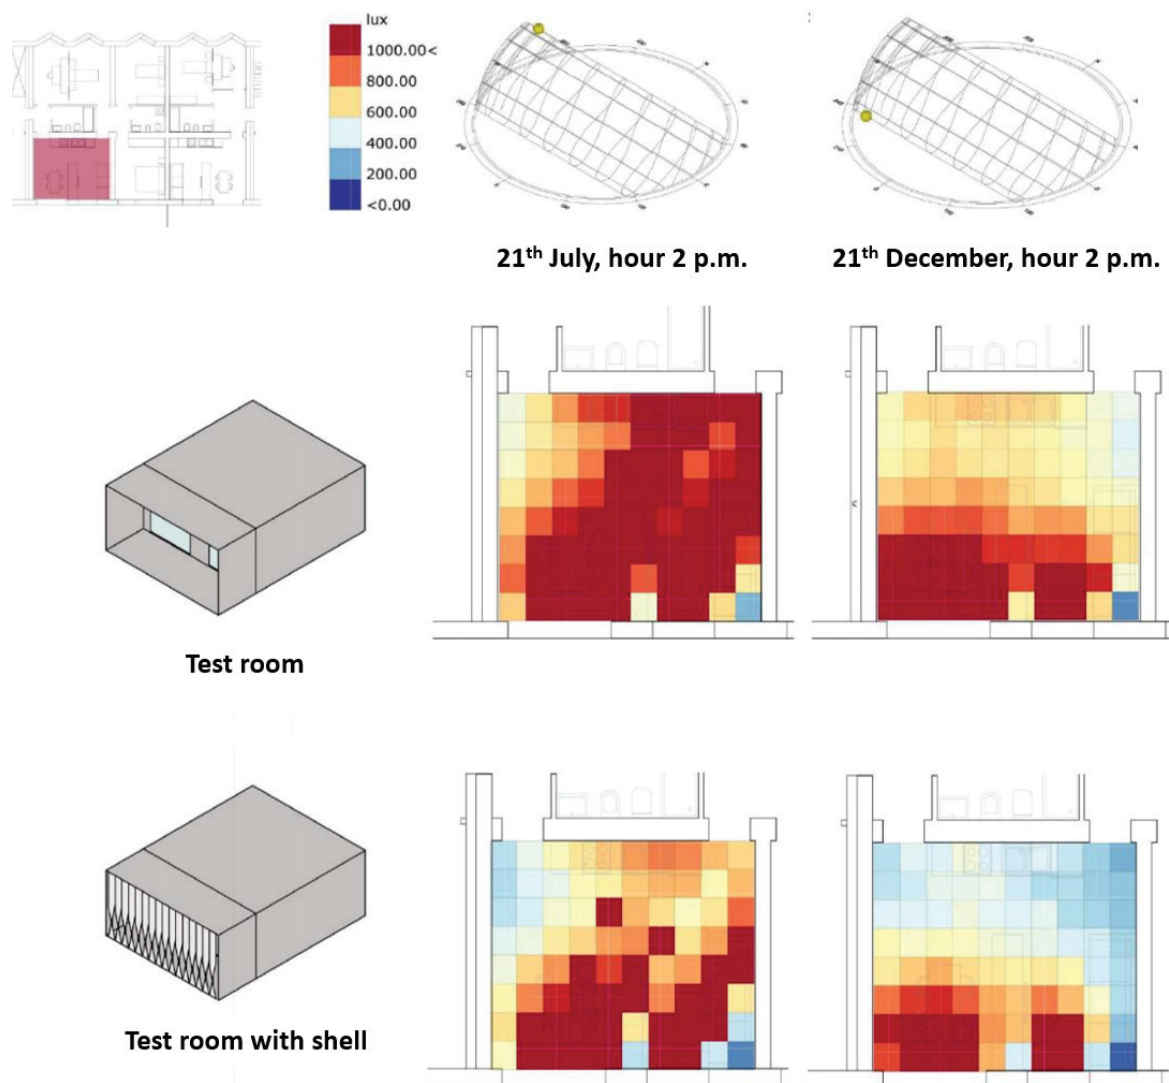 lux
1000.00<
800.00
600.00
400.00
200.00
<0.00
21th July, hour 2 p.m.
21th December, hour 2 p.m.
Test room
Test room with shell